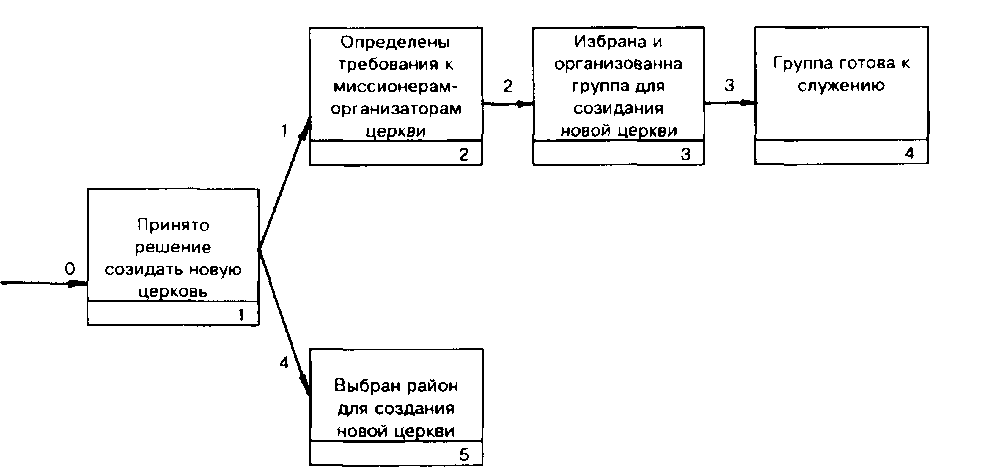 Определены
требования к
миссионерам-
организаторам
церкви
2
Избрана и
организованна
группа для
созидания
новой церкви
3
Группа готова к
служению
4
1
2
3
Принято
решение
созидать новую
церковь
1
0
4
Выбран район
для создания
новой церкви
5